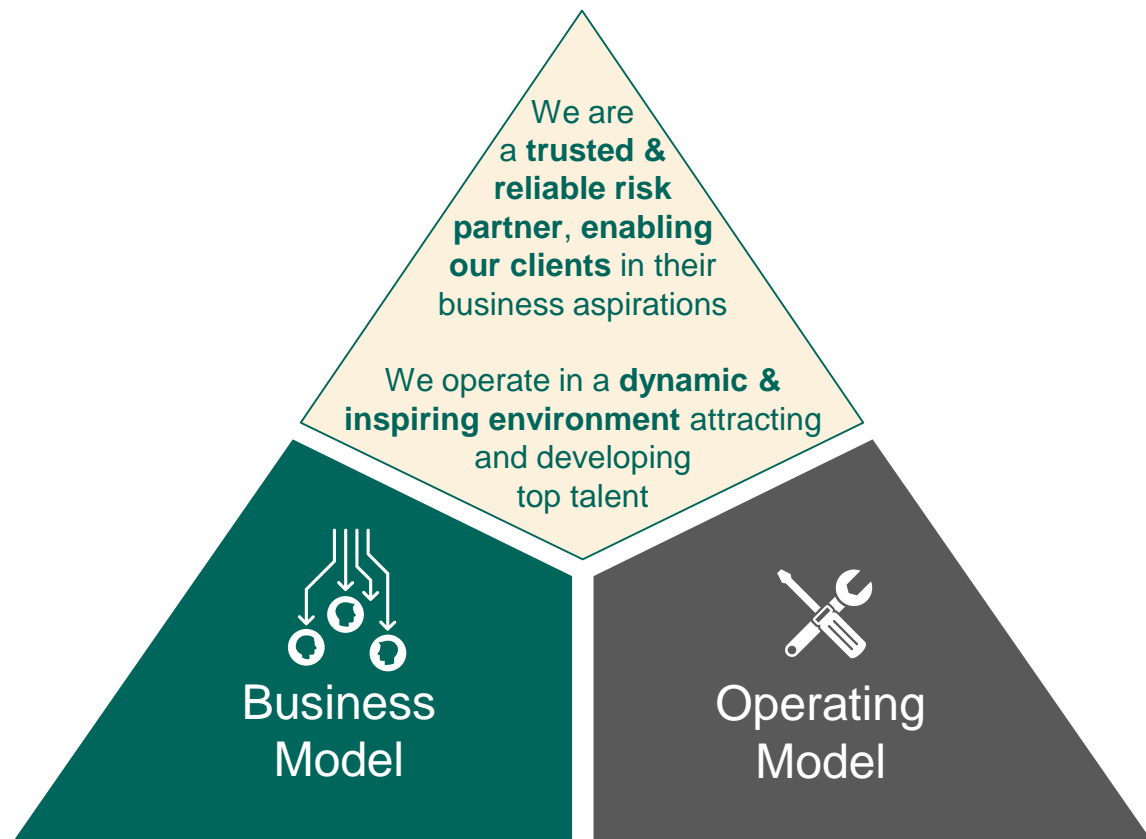 We are
a trusted &
reliable risk
partner, enabling
our clients in their
business aspirations
We operate in a dynamic &
inspiring environment attracting
and developing
top talent
Business
Model
Operating
Model